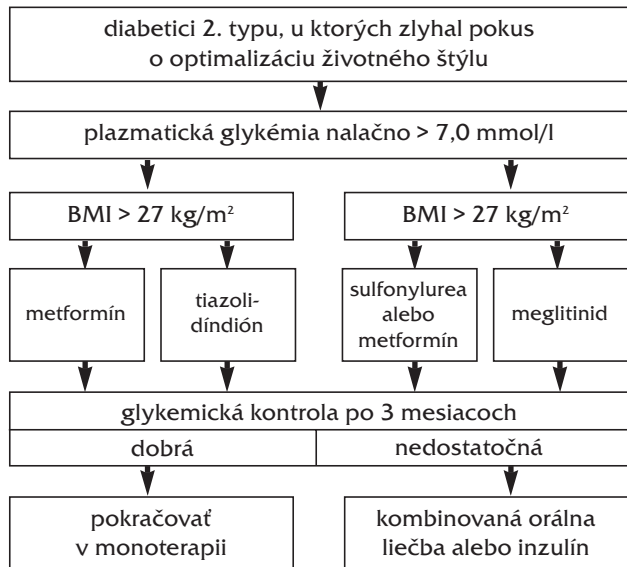 diabetici 2. typu, u ktorých zlyhal pokus
o optimalizáciu životného štýlu
plazmatická glykémia nalačno > 7,0 mmol/l
BMI > 27 kg/m²
BMI > 27 kg/m²
metformín
tiazoli-
díndión
sulfonylurea
alebo
metformín
meglitinid
glykemická kontrola po 3 mesiacoch
dobrá
nedostatočná
pokračovať
v monoterapii
kombinovaná orálna
liečba alebo inzulín